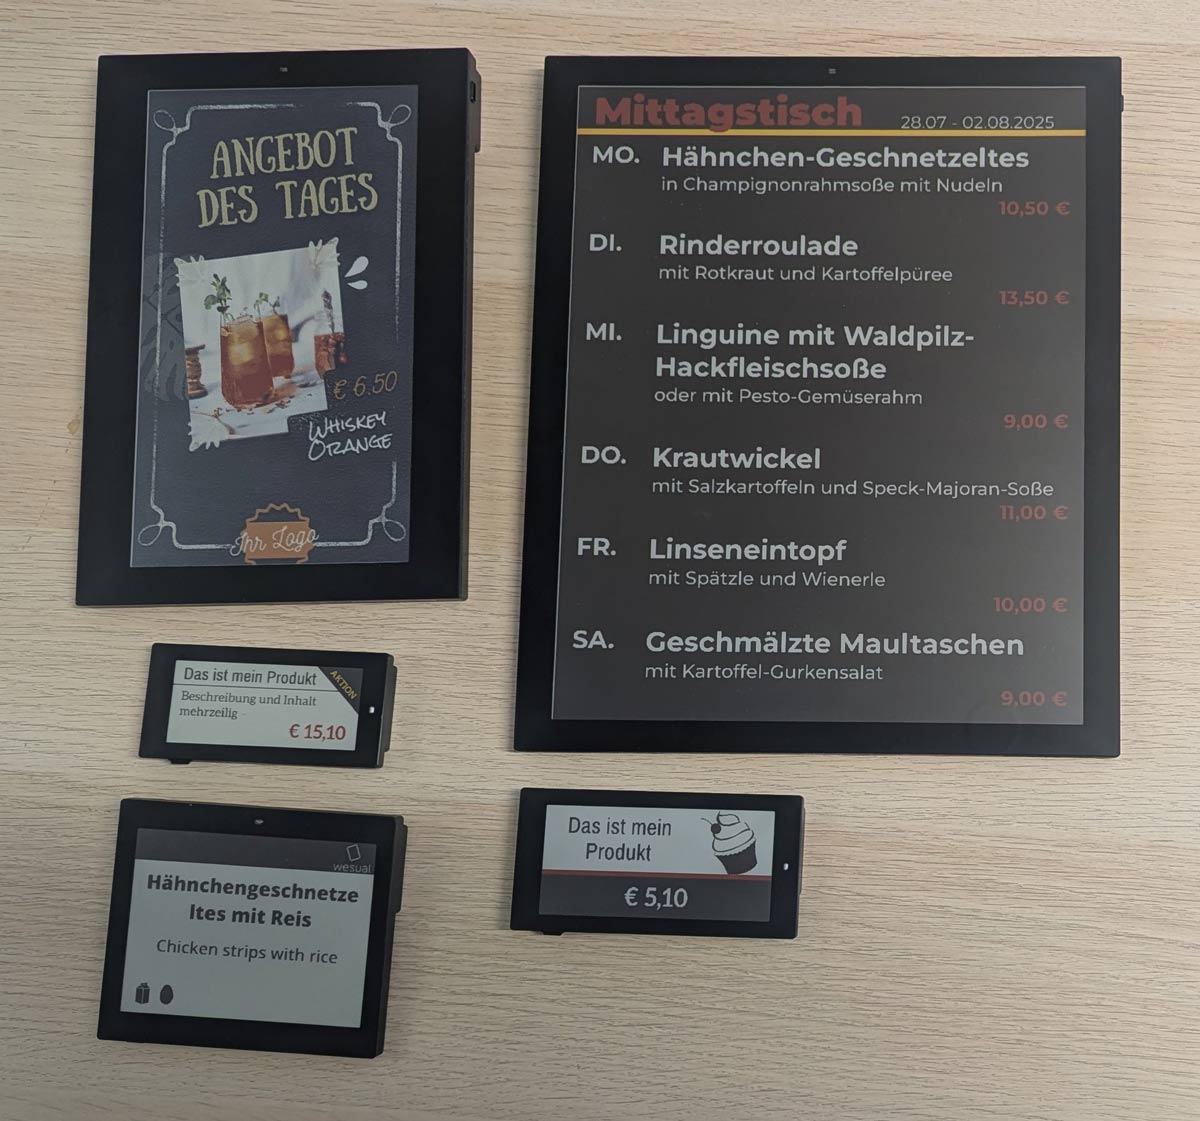 ANGEBOT
DES TAGES
€ 6.50
WHISKEY
ORANGE
Ihr Logo
Mittagstisch
28.07 - 02.08.2025
MO. Hähnchen-Geschnetzeltes
in Champignonrahmsoße mit Nudeln
10,50 €
DI. Rinderroulade
mit Rotkraut und Kartoffelpüree
13,50 €
MI. Linguine mit Waldpilz-
Hackfleischsoße
oder mit Pesto-Gemüserahm
9,00 €
DO. Krautwickel
mit Salzkartoffeln und Speck-Majoran-Soße
11,00 €
FR. Linseneintopf
mit Spätzle und Wienerle
10,00 €
SA. Geschmälzte Maultaschen
mit Kartoffel-Gurkensalat
9,00 €
Das ist mein Produkt
AKTION
Beschreibung und Inhalt
mehrzeilig
€ 15,10
wesual
Hähnchengeschnetze
ltes mit Reis
Chicken strips with rice
Das ist mein
Produkt
€ 5,10